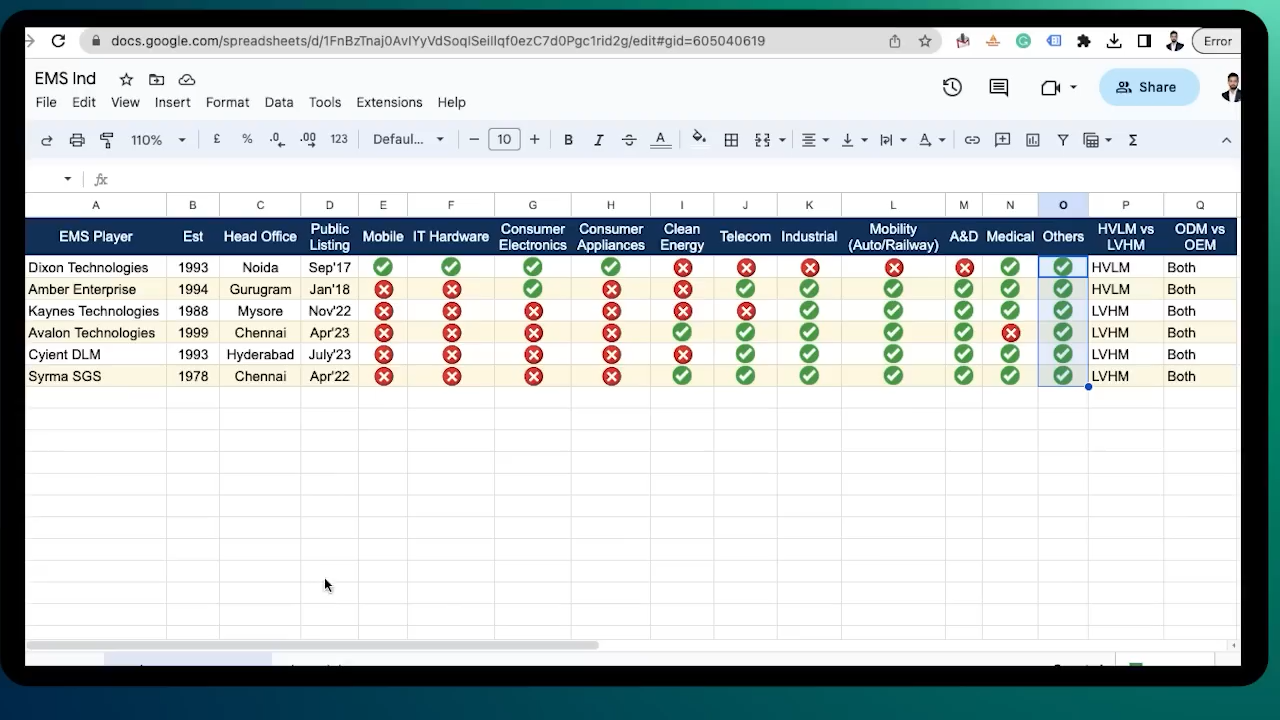 docs.google.com/spreadsheets/d/1FnBzTnaj0AvIYyVdSoqlSeiIlqf0ezC7d0Pgc1rid2g/edit#gid=605040619
Error
EMS Ind
File Edit View Insert Format Data Tools Extensions Help
Share
110% £ % .0 .00 123 Defaul... − 10 + B I A A Σ
fx
A B C D E F G H I J K L M N O P Q
EMS Player Est Head Office Public Listing Mobile IT Hardware Consumer Electronics Consumer Appliances Clean Energy Telecom Industrial Mobility (Auto/Railway) A&D Medical Others HVLM vs LVHM ODM vs OEM
Dixon Technologies 1993 Noida Sep'17 HVLM Both
Amber Enterprise 1994 Gurugram Jan'18 HVLM Both
Kaynes Technologies 1988 Mysore Nov'22 LVHM Both
Avalon Technologies 1999 Chennai Apr'23 LVHM Both
Cyient DLM 1993 Hyderabad July'23 LVHM Both
Syrma SGS 1978 Chennai Apr'22 LVHM Both